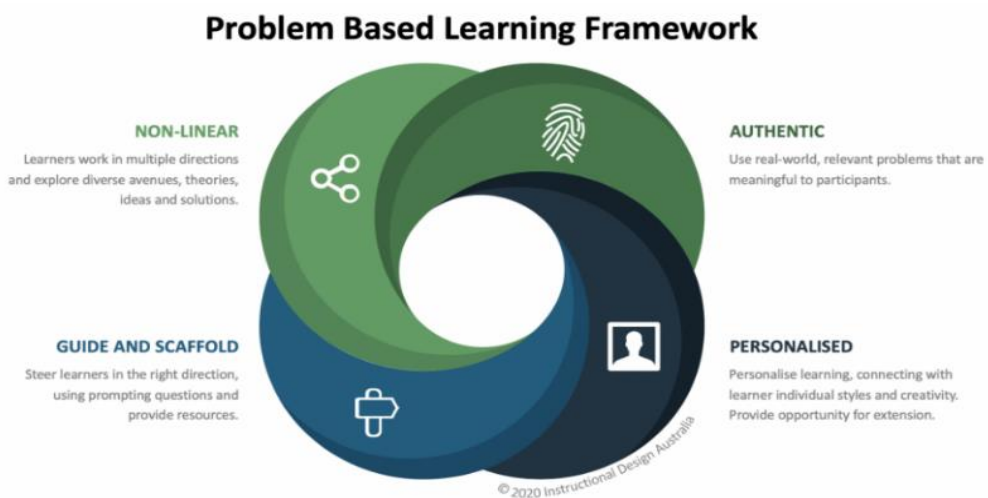 Problem Based Learning Framework
NON-LINEAR
Learners work in multiple directions
and explore diverse avenues, theories,
ideas and solutions.
AUTHENTIC
Use real-world, relevant problems that are
meaningful to participants.
GUIDE AND SCAFFOLD
Steer learners in the right direction,
using prompting questions and
provide resources.
PERSONALISED
Personalise learning, connecting with
learner individual styles and creativity.
Provide opportunity for extension.
© 2020 Instructional Design Australia